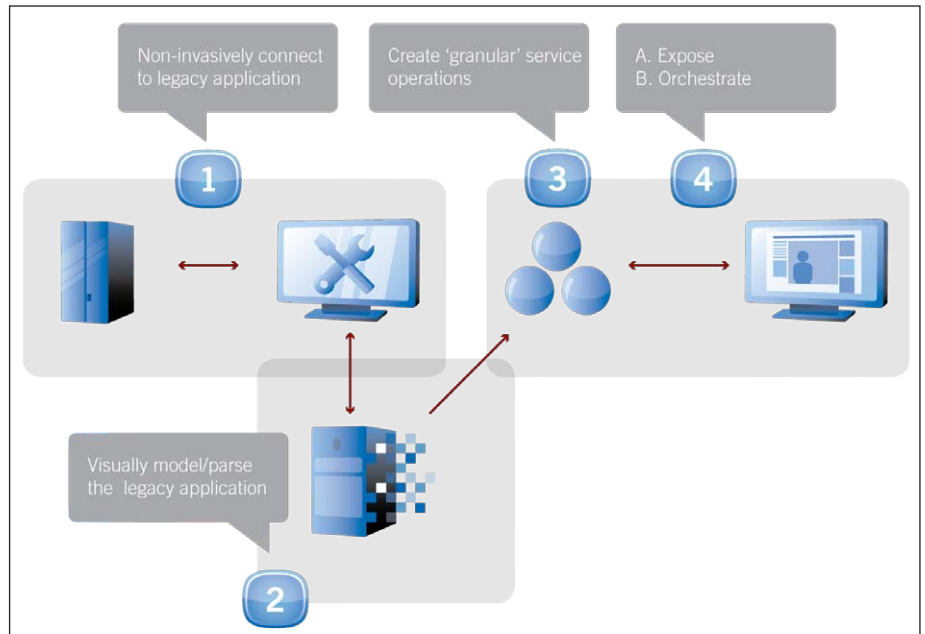 Non-invasively connect
to legacy application
1
Visually model/parse
the legacy application
2
Create ‘granular’ service
operations
3
A. Expose
B. Orchestrate
4